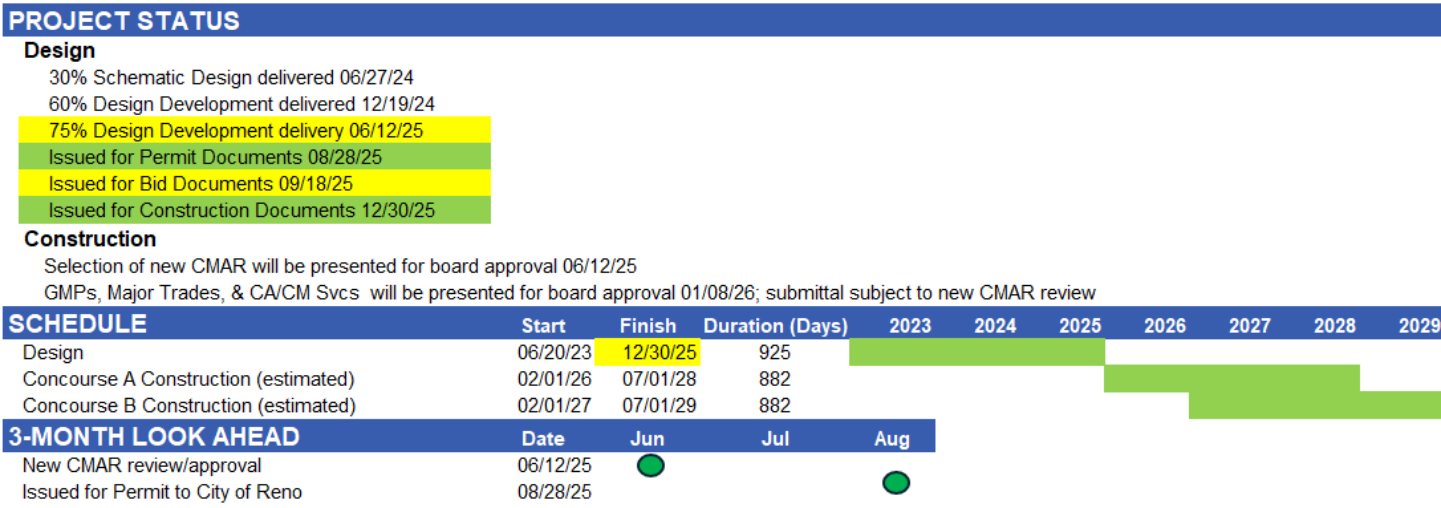 PROJECT STATUS
Design
30% Schematic Design delivered 06/27/24
60% Design Development delivered 12/19/24
75% Design Development delivery 06/12/25
Issued for Permit Documents 08/28/25
Issued for Bid Documents 09/18/25
Issued for Construction Documents 12/30/25
Construction
Selection of new CMAR will be presented for board approval 06/12/25
GMPs, Major Trades, & CA/CM Svcs will be presented for board approval 01/08/26; submittal subject to new CMAR review
SCHEDULE Start Finish Duration (Days) 2023 2024 2025 2026 2027 2028 2029
Design 06/20/23 12/30/25 925
Concourse A Construction (estimated) 02/01/26 07/01/28 882
Concourse B Construction (estimated) 02/01/27 07/01/29 882
3-MONTH LOOK AHEAD Date Jun Jul Aug
New CMAR review/approval 06/12/25
Issued for Permit to City of Reno 08/28/25